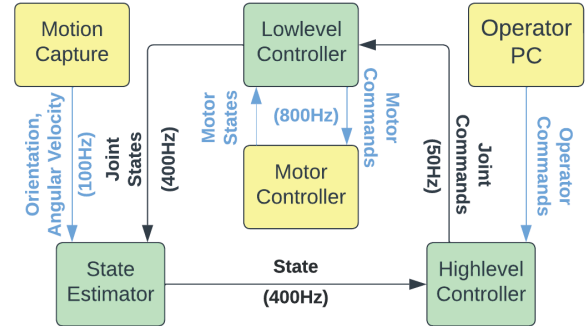 Motion
Capture
Lowlevel
Controller
Operator
PC
Orientation,
Angular Velocity
(100Hz)
Joint
States
(400Hz)
Motor
States
(800Hz)
Motor
Commands
Joint
Commands
(50Hz)
Operator
Commands
Motor
Controller
State
Estimator
State
(400Hz)
Highlevel
Controller